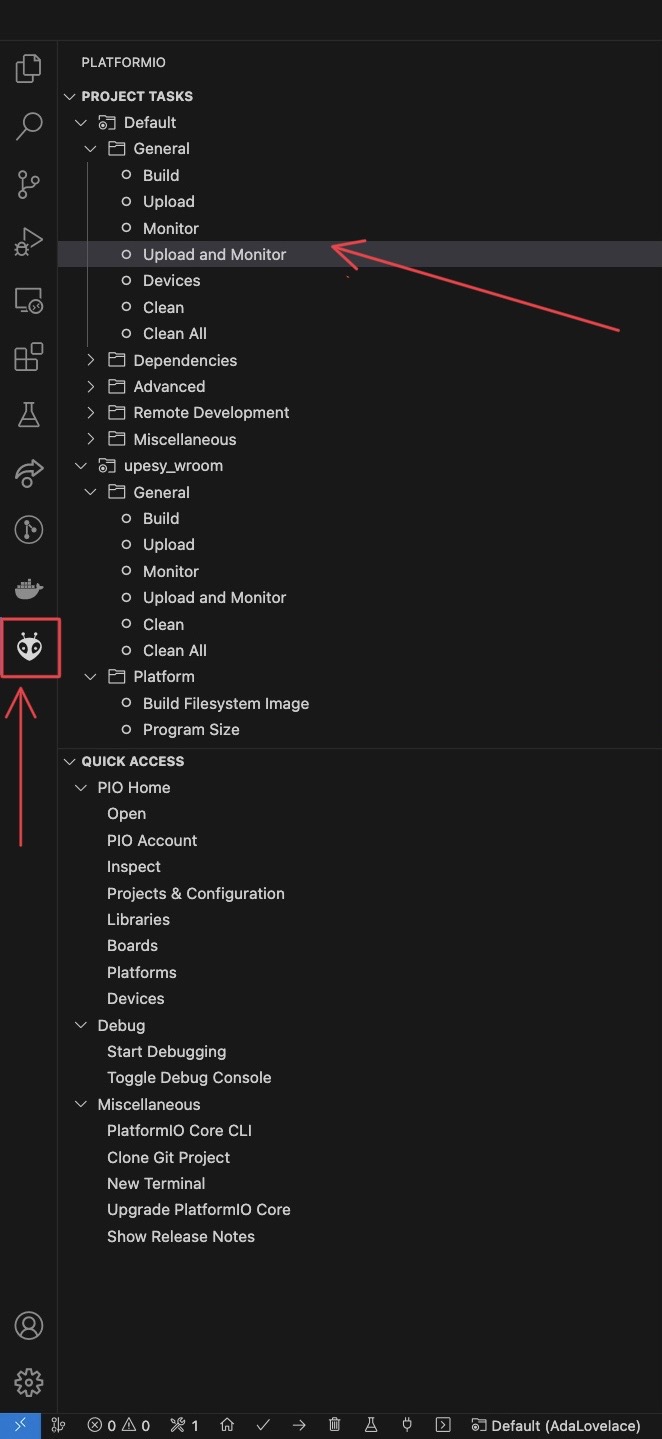 PLATFORMIO
PROJECT TASKS
Default
General
Build
Upload
Monitor
Upload and Monitor
Devices
Clean
Clean All
Dependencies
Advanced
Remote Development
Miscellaneous
upesy_wroom
General
Build
Upload
Monitor
Upload and Monitor
Clean
Clean All
Platform
Build Filesystem Image
Program Size
QUICK ACCESS
PIO Home
Open
PIO Account
Inspect
Projects & Configuration
Libraries
Boards
Platforms
Devices
Debug
Start Debugging
Toggle Debug Console
Miscellaneous
PlatformIO Core CLI
Clone Git Project
New Terminal
Upgrade PlatformIO Core
Show Release Notes
0 0 1 Default (AdaLovelace)